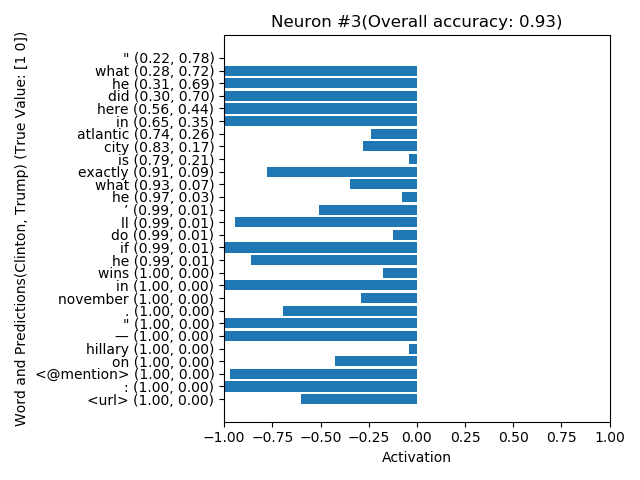 Neuron #3(Overall accuracy: 0.93)
Word and Predictions(Clinton, Trump) (True Value: [1 0])
" (0.22, 0.78)
what (0.28, 0.72)
he (0.31, 0.69)
did (0.30, 0.70)
here (0.56, 0.44)
in (0.65, 0.35)
atlantic (0.74, 0.26)
city (0.83, 0.17)
is (0.79, 0.21)
exactly (0.91, 0.09)
what (0.93, 0.07)
he (0.97, 0.03)
’ (0.99, 0.01)
ll (0.99, 0.01)
do (0.99, 0.01)
if (0.99, 0.01)
he (0.99, 0.01)
wins (1.00, 0.00)
in (1.00, 0.00)
november (1.00, 0.00)
. (1.00, 0.00)
" (1.00, 0.00)
— (1.00, 0.00)
hillary (1.00, 0.00)
on (1.00, 0.00)
<@mention> (1.00, 0.00)
: (1.00, 0.00)
<url> (1.00, 0.00)
−1.00 −0.75 −0.50 −0.25 0.00 0.25 0.50 0.75 1.00
Activation